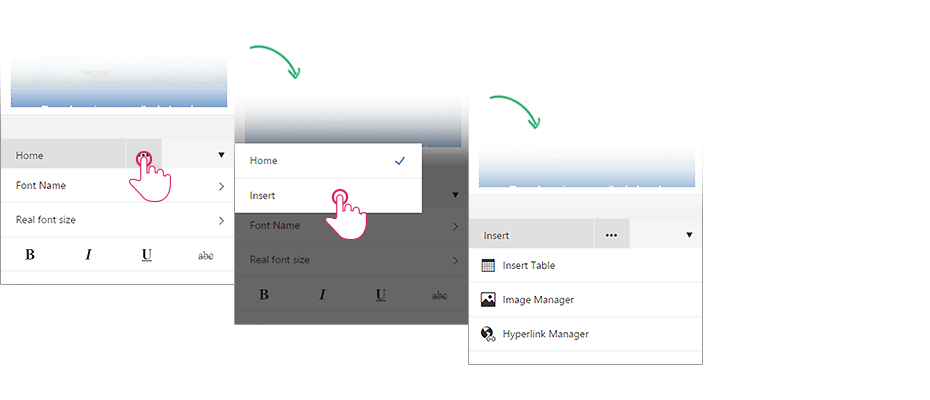 Home
Font Name
Real font size
B I U abc
Home
Insert
Font Name
Real font size
B I U abc
Insert •••
Insert Table
Image Manager
Hyperlink Manager